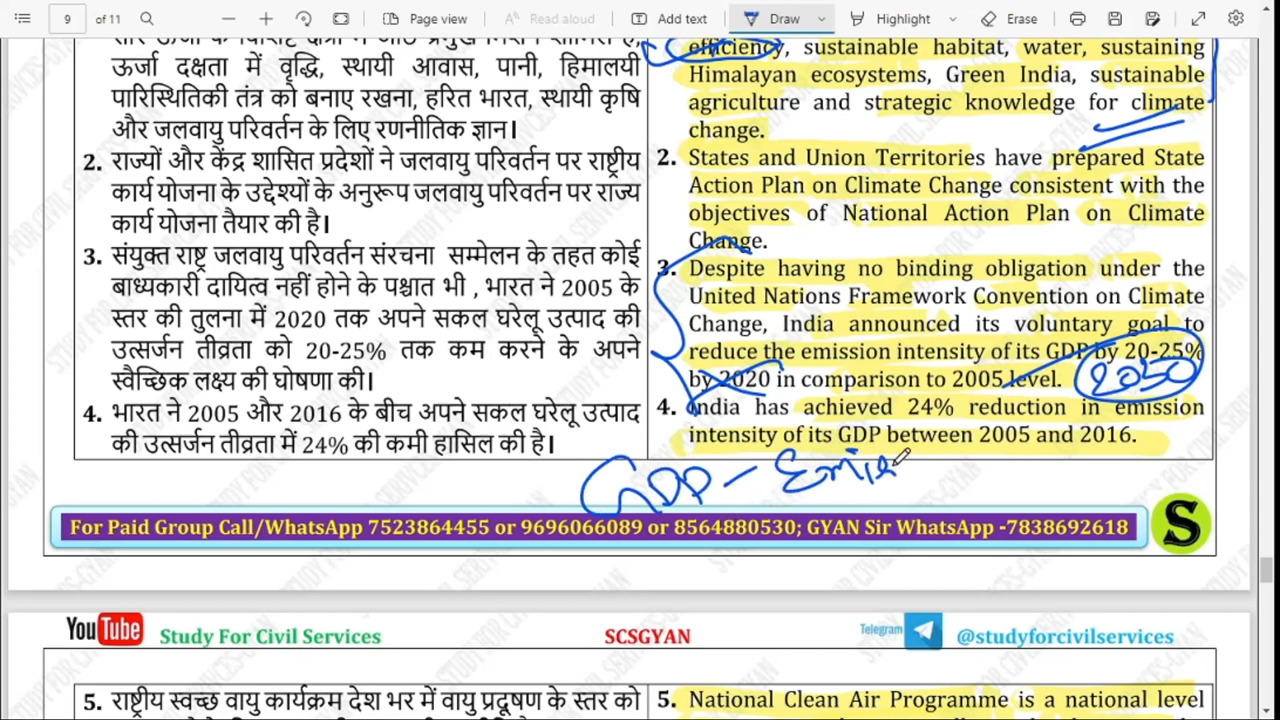 9 of 11 Page view Read aloud Add text Draw Highlight Erase
ऊर्जा दक्षता में वृद्धि, स्थायी आवास, पानी, हिमालयी
पारिस्थितिकी तंत्र को बनाए रखना, हरित भारत, स्थायी कृषि
और जलवायु परिवर्तन के लिए रणनीतिक ज्ञान।
2. राज्यों और केंद्र शासित प्रदेशों ने जलवायु परिवर्तन पर राष्ट्रीय
कार्य योजना के उद्देश्यों के अनुरूप जलवायु परिवर्तन पर राज्य
कार्य योजना तैयार की है।
3. संयुक्त राष्ट्र जलवायु परिवर्तन संरचना सम्मेलन के तहत कोई
बाध्यकारी दायित्व नहीं होने के पश्चात भी , भारत ने 2005 के
स्तर की तुलना में 2020 तक अपने सकल घरेलू उत्पाद की
उत्सर्जन तीव्रता को 20-25% तक कम करने के अपने
स्वैच्छिक लक्ष्य की घोषणा की।
4. भारत ने 2005 और 2016 के बीच अपने सकल घरेलू उत्पाद
की उत्सर्जन तीव्रता में 24% की कमी हासिल की है।
efficiency, sustainable habitat, water, sustaining
Himalayan ecosystems, Green India, sustainable
agriculture and strategic knowledge for climate
change.
2. States and Union Territories have prepared State
Action Plan on Climate Change consistent with the
objectives of National Action Plan on Climate
Change.
3. Despite having no binding obligation under the
United Nations Framework Convention on Climate
Change, India announced its voluntary goal to
reduce the emission intensity of its GDP by 20-25%
by 2020 in comparison to 2005 level.
2030
4. India has achieved 24% reduction in emission
intensity of its GDP between 2005 and 2016.
GDP - Emis
For Paid Group Call/WhatsApp 7523864455 or 9696066089 or 8564880530; GYAN Sir WhatsApp -7838692618
S
YouTube Study For Civil Services SCSGYAN Telegram @studyforcivilservices
5. राष्ट्रीय स्वच्छ वायु कार्यक्रम देश भर में वायु प्रदूषण के स्तर को
5. National Clean Air Programme is a national level